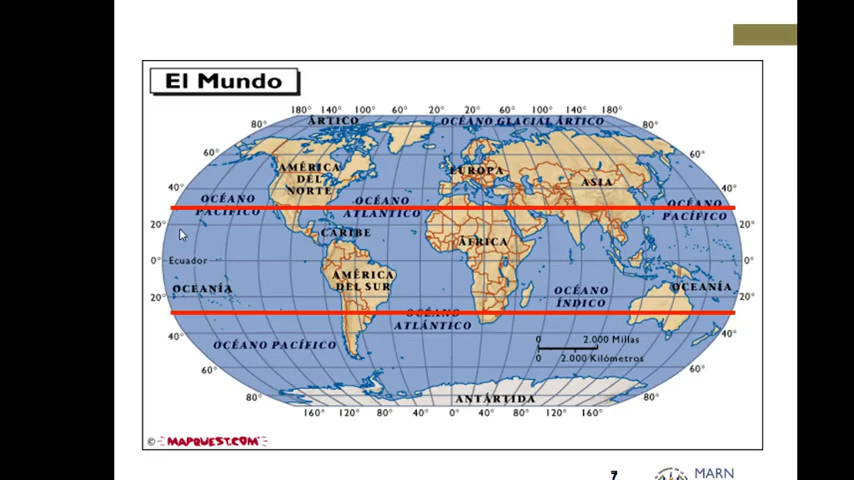 El Mundo
180° 140° 100° 60° 20° 20° 60° 100° 140° 180°
ÁRTICO
OCÉANO GLACIAL ÁRTICO
80° 80°
60° 60°
AMÉRICA
DEL
NORTE
EUROPA
ASIA
40° 40°
OCÉANO
PACÍFICO
OCÉANO
ATLANTICO
OCÉANO
PACÍFICO
20° 20°
CARIBE
ÁFRICA
0° Ecuador 0°
AMÉRICA
DEL SUR
OCEANÍA
OCÉANO
ÍNDICO
OCEANÍA
20° 20°
OCÉANO
ATLÁNTICO
40° 40°
OCÉANO PACÍFICO
0 2.000 Millas
0 2.000 Kilómetros
60° 60°
80° 80°
ANTÁRTIDA
160° 120° 80° 40° 0° 40° 80° 120° 160°
© MAPQUEST.COM
7
MARN